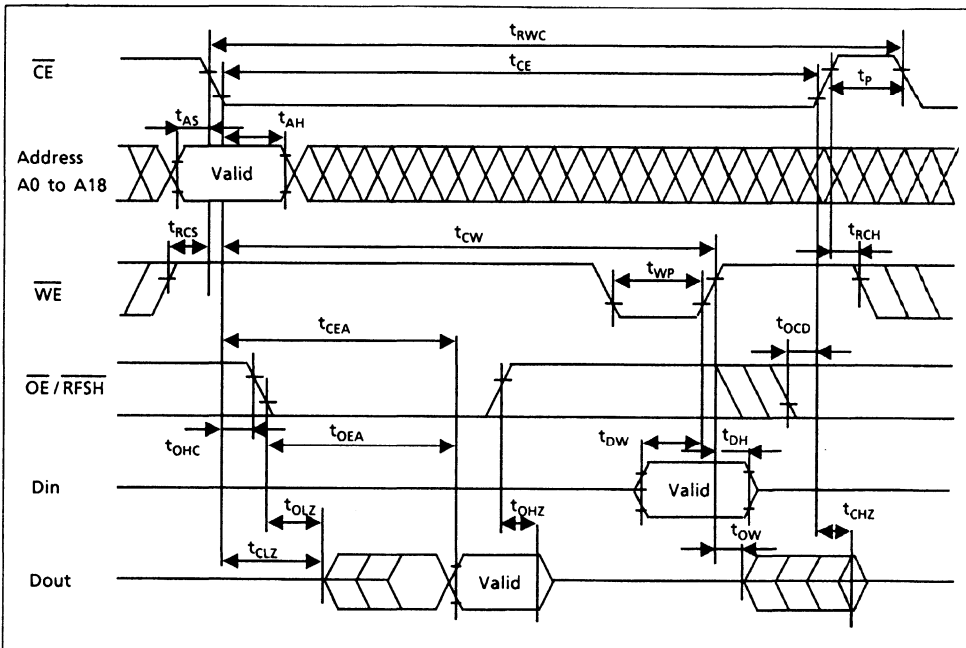 tRWC
CE
tCE
tP
tAS
tAH
Address
A0 to A18
Valid
tRCS
tCW
tRCH
WE
tWP
tCEA
tOCD
OE / RFSH
tOHC
tOEA
tDW
tDH
Din
Valid
tOLZ
tOHZ
tCHZ
tCLZ
tOW
Dout
Valid